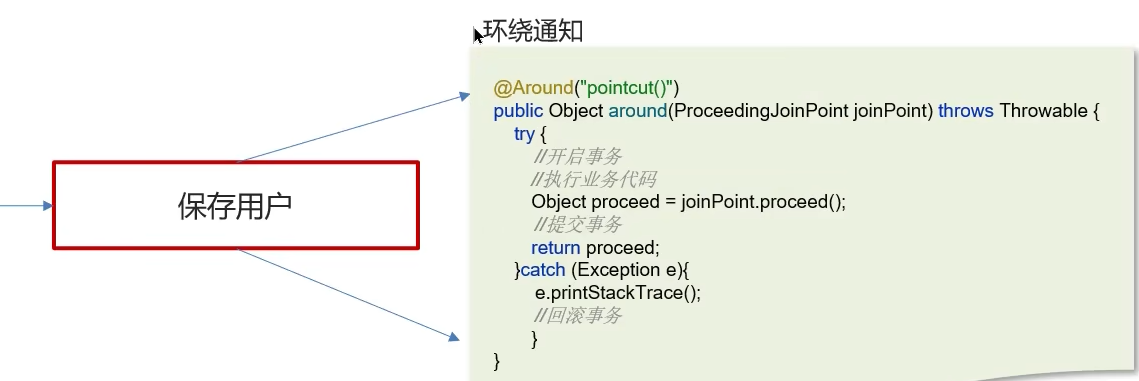 环绕通知
保存用户
@Around("pointcut()")
public Object around(ProceedingJoinPoint joinPoint) throws Throwable {
try {
//开启事务
//执行业务代码
Object proceed = joinPoint.proceed();
//提交事务
return proceed;
}catch (Exception e){
e.printStackTrace();
//回滚事务
}
}